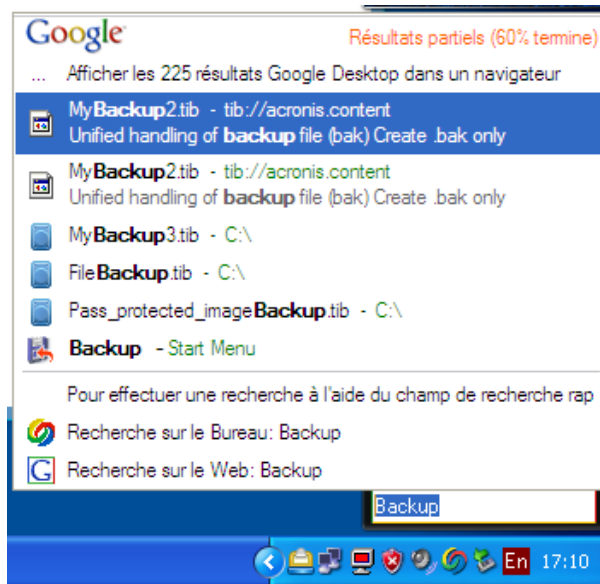 Google Résultats partiels (60% termine)
... Afficher les 225 résultats Google Desktop dans un navigateur
MyBackup2.tib - tib://acronis.content
Unified handling of backup file (bak) Create .bak only
MyBackup2.tib - tib://acronis.content
Unified handling of backup file (bak) Create .bak only
MyBackup3.tib - C:\
FileBackup.tib - C:\
Pass_protected_imageBackup.tib - C:\
Backup - Start Menu
Pour effectuer une recherche à l'aide du champ de recherche rap
Recherche sur le Bureau: Backup
G Recherche sur le Web: Backup
Backup
En 17:10